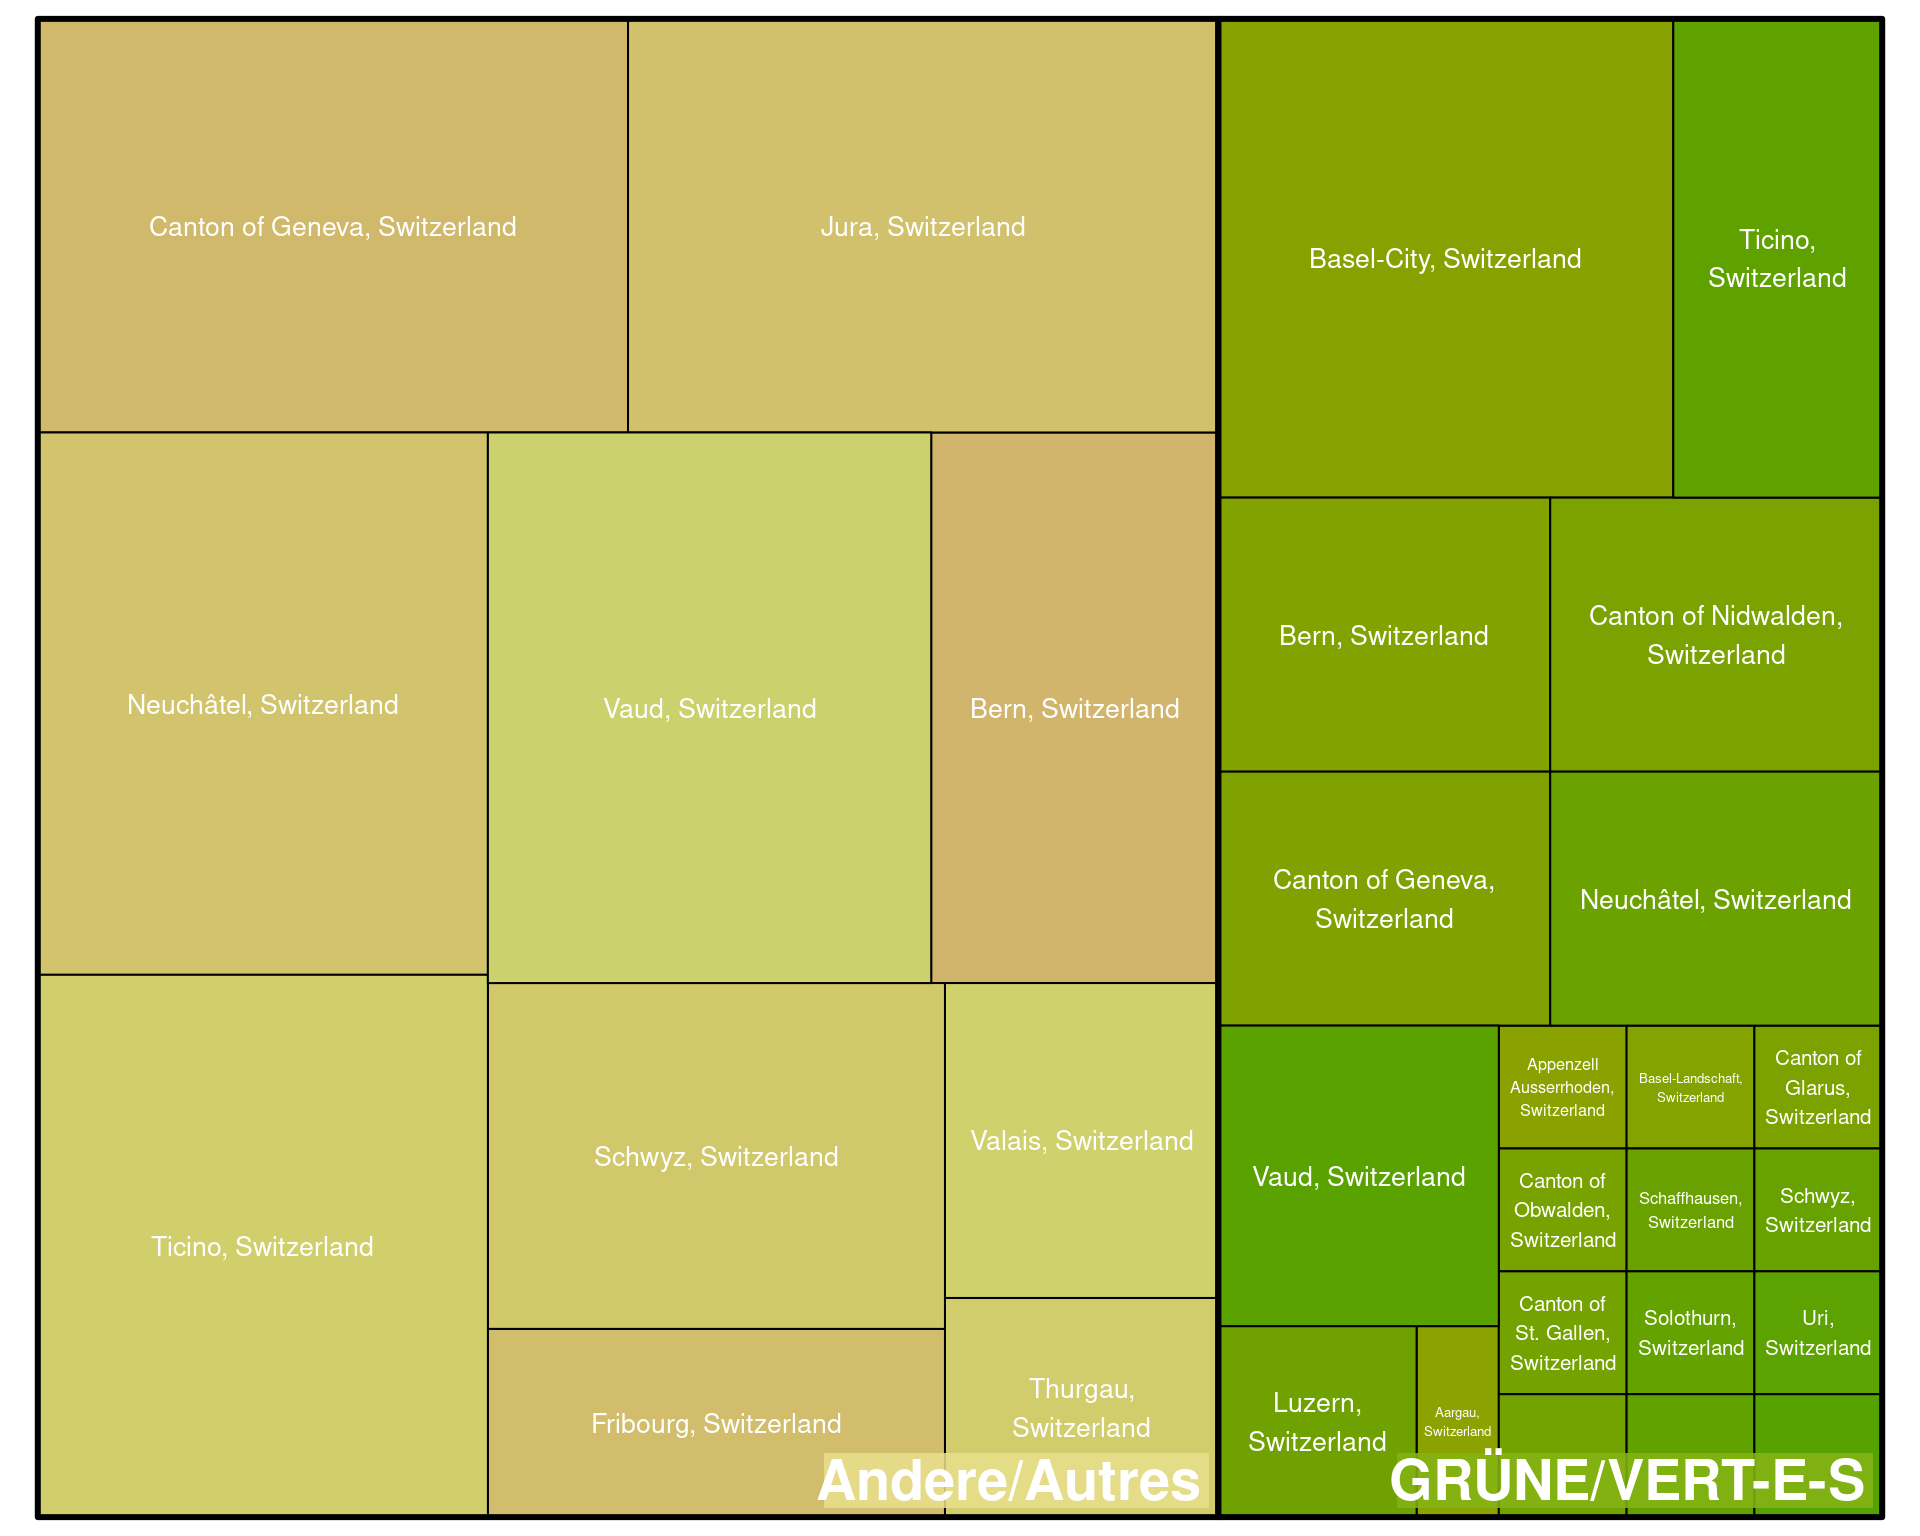 Canton of Geneva, Switzerland
Jura, Switzerland
Neuchâtel, Switzerland
Vaud, Switzerland
Bern, Switzerland
Ticino, Switzerland
Schwyz, Switzerland
Valais, Switzerland
Fribourg, Switzerland
Thurgau,
Switzerland
Andere/Autres
Basel-City, Switzerland
Ticino,
Switzerland
Bern, Switzerland
Canton of Nidwalden,
Switzerland
Canton of Geneva,
Switzerland
Neuchâtel, Switzerland
Vaud, Switzerland
Appenzell
Ausserrhoden,
Switzerland
Basel-Landschaft,
Switzerland
Canton of
Glarus,
Switzerland
Canton of
Obwalden,
Switzerland
Schaffhausen,
Switzerland
Schwyz,
Switzerland
Canton of
St. Gallen,
Switzerland
Solothurn,
Switzerland
Uri,
Switzerland
Luzern,
Switzerland
Aargau,
Switzerland
GRÜNE/VERT-E-S